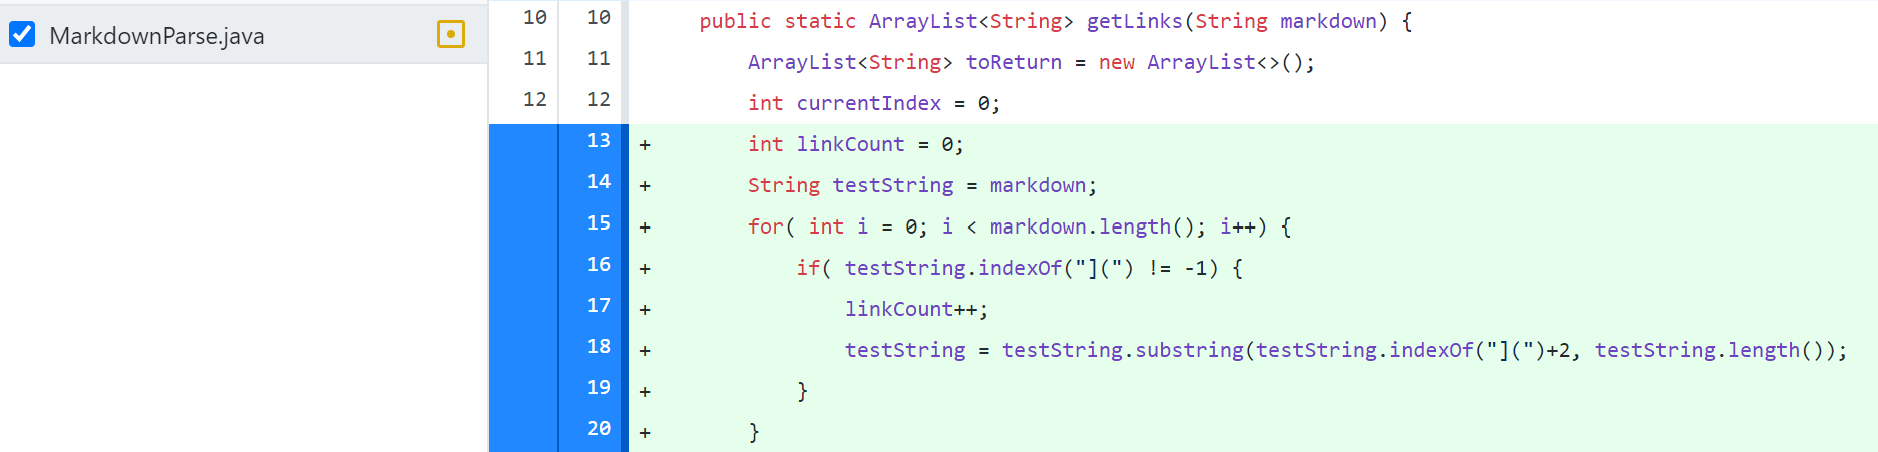 MarkdownParse.java
10 10 public static ArrayList<String> getLinks(String markdown) {
11 11 ArrayList<String> toReturn = new ArrayList<>();
12 12 int currentIndex = 0;
13 + int linkCount = 0;
14 + String testString = markdown;
15 + for( int i = 0; i < markdown.length(); i++) {
16 + if( testString.indexOf("](") != -1) {
17 + linkCount++;
18 + testString = testString.substring(testString.indexOf("](")+2, testString.length());
19 + }
20 + }